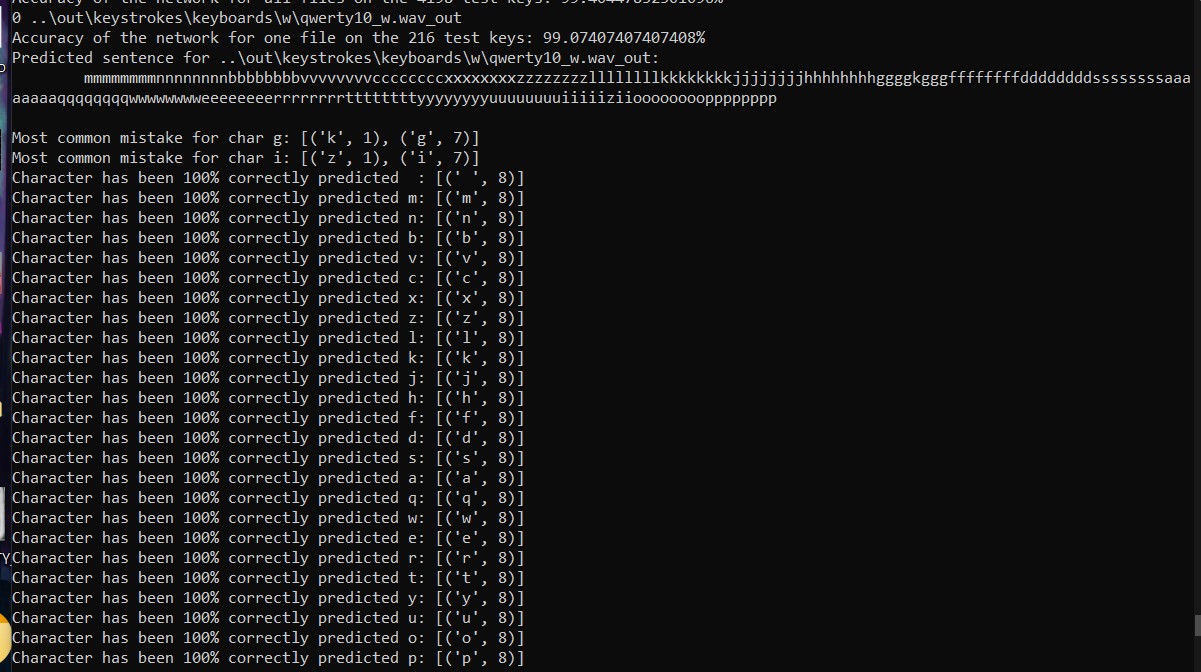 Accuracy of the network for all files on the 4198 test keys: 99.40447832301096%
0 ..\out\keystrokes\keyboards\w\qwerty10_w.wav_out
Accuracy of the network for one file on the 216 test keys: 99.07407407407408%
Predicted sentence for ..\out\keystrokes\keyboards\w\qwerty10_w.wav_out:
        mmmmmmmmnnnnnnnnbbbbbbbbvvvvvvvvccccccccxxxxxxxxzzzzzzzzllllllllkkkkkkkkjjjjjjjjhhhhhhhhggggkgggffffffffddddddddssssssssaaa
aaaaaqqqqqqqqwwwwwwwweeeeeeeerrrrrrrrttttttttyyyyyyyyuuuuuuuuiiiiiziioooooooopppppppp
Most common mistake for char g: [('k', 1), ('g', 7)]
Most common mistake for char i: [('z', 1), ('i', 7)]
Character has been 100% correctly predicted  : [(' ', 8)]
Character has been 100% correctly predicted m: [('m', 8)]
Character has been 100% correctly predicted n: [('n', 8)]
Character has been 100% correctly predicted b: [('b', 8)]
Character has been 100% correctly predicted v: [('v', 8)]
Character has been 100% correctly predicted c: [('c', 8)]
Character has been 100% correctly predicted x: [('x', 8)]
Character has been 100% correctly predicted z: [('z', 8)]
Character has been 100% correctly predicted l: [('l', 8)]
Character has been 100% correctly predicted k: [('k', 8)]
Character has been 100% correctly predicted j: [('j', 8)]
Character has been 100% correctly predicted h: [('h', 8)]
Character has been 100% correctly predicted f: [('f', 8)]
Character has been 100% correctly predicted d: [('d', 8)]
Character has been 100% correctly predicted s: [('s', 8)]
Character has been 100% correctly predicted a: [('a', 8)]
Character has been 100% correctly predicted q: [('q', 8)]
Character has been 100% correctly predicted w: [('w', 8)]
Character has been 100% correctly predicted e: [('e', 8)]
Character has been 100% correctly predicted r: [('r', 8)]
Character has been 100% correctly predicted t: [('t', 8)]
Character has been 100% correctly predicted y: [('y', 8)]
Character has been 100% correctly predicted u: [('u', 8)]
Character has been 100% correctly predicted o: [('o', 8)]
Character has been 100% correctly predicted p: [('p', 8)]